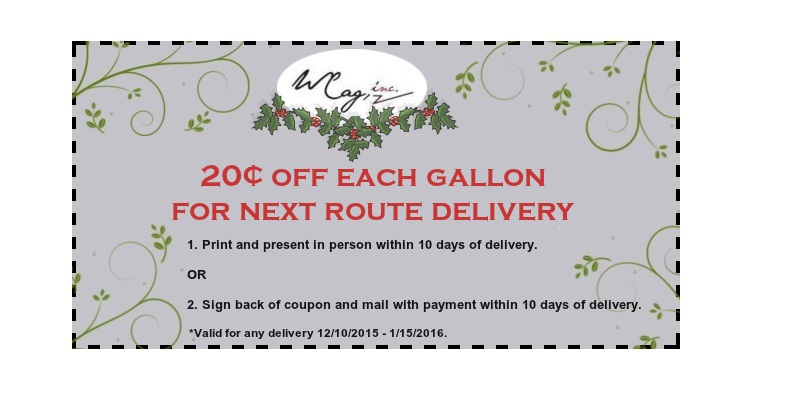 WMag, inc.
20¢ OFF EACH GALLON
FOR NEXT ROUTE DELIVERY
1. Print and present in person within 10 days of delivery.
OR
2. Sign back of coupon and mail with payment within 10 days of delivery.
*Valid for any delivery 12/10/2015 - 1/15/2016.